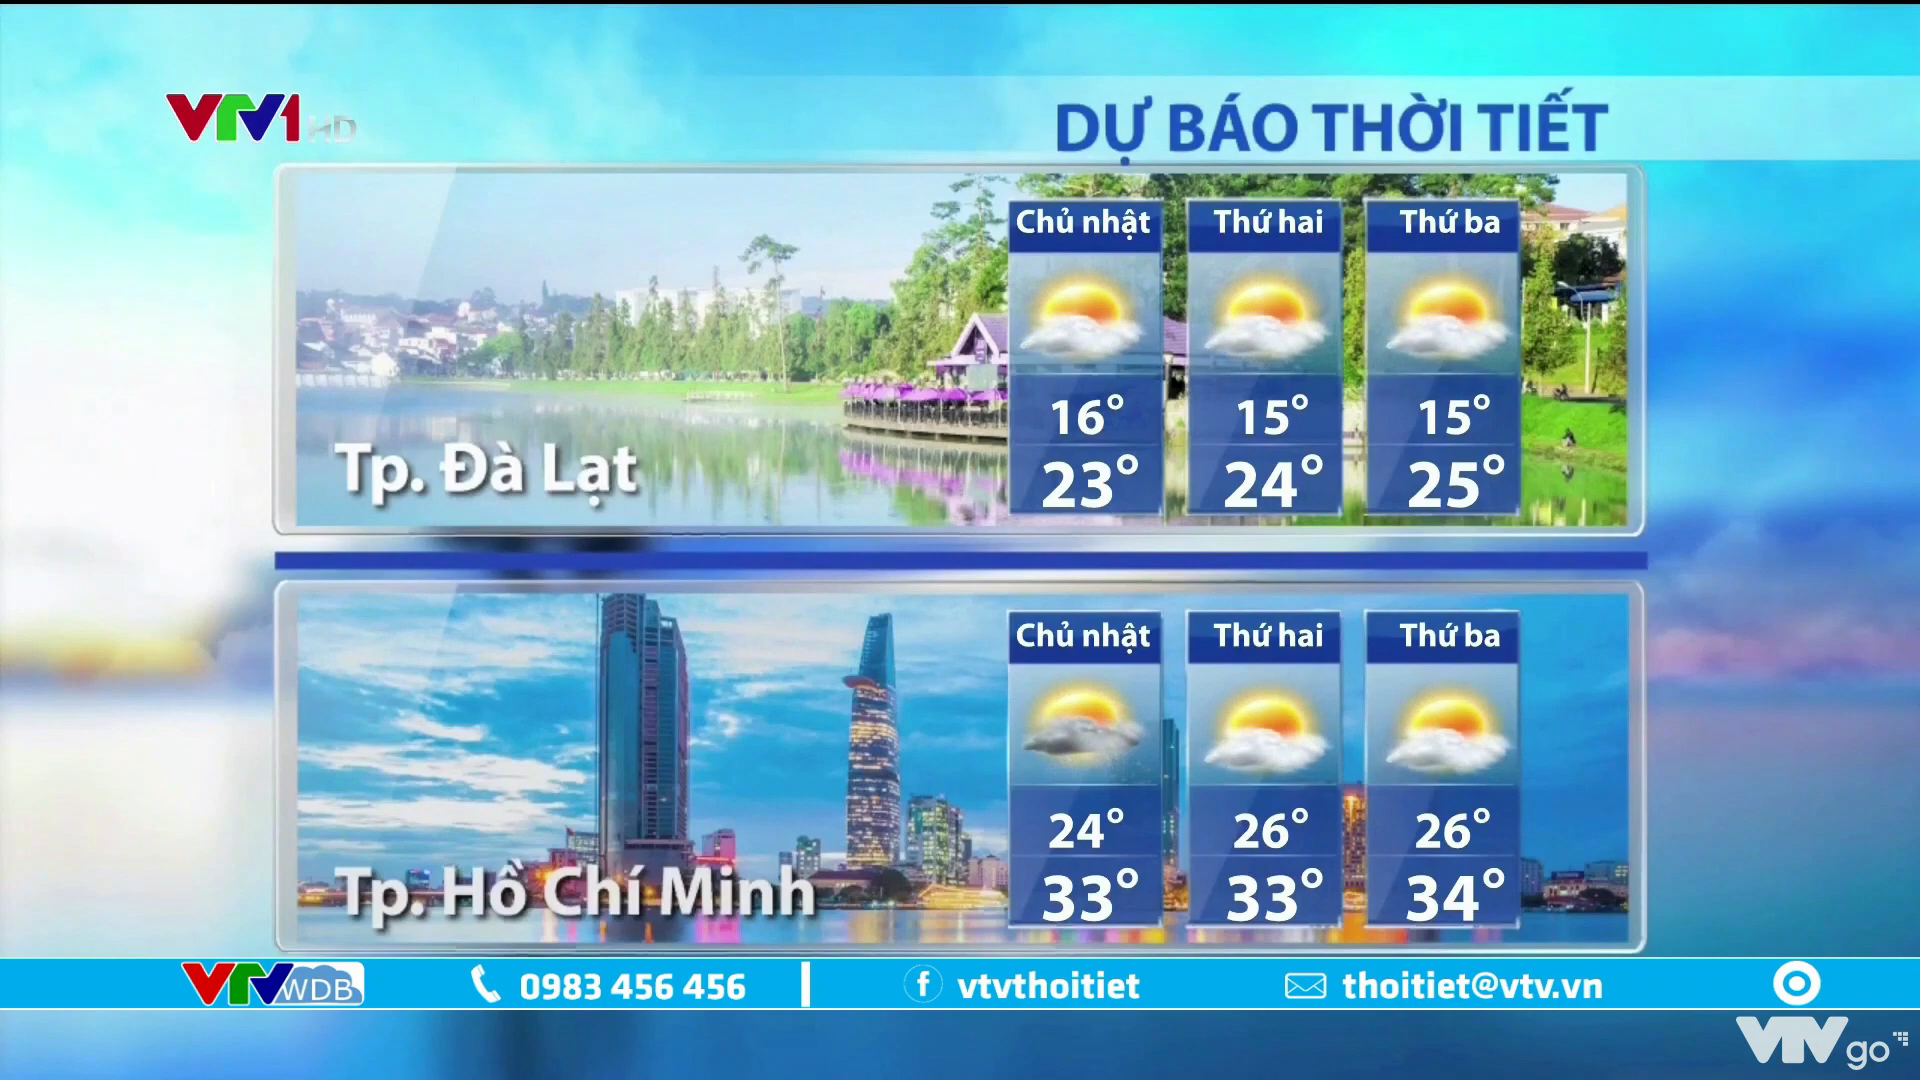 VTV1 HD
DỰ BÁO THỜI TIẾT
Chủ nhật Thứ hai Thứ ba
16° 15° 15°
23° 24° 25°
Tp. Đà Lạt
Chủ nhật Thứ hai Thứ ba
24° 26° 26°
33° 33° 34°
Tp. Hồ Chí Minh
VTV WDB 0983 456 456 vtvthoitiet thoitiet@vtv.vn
VTV go